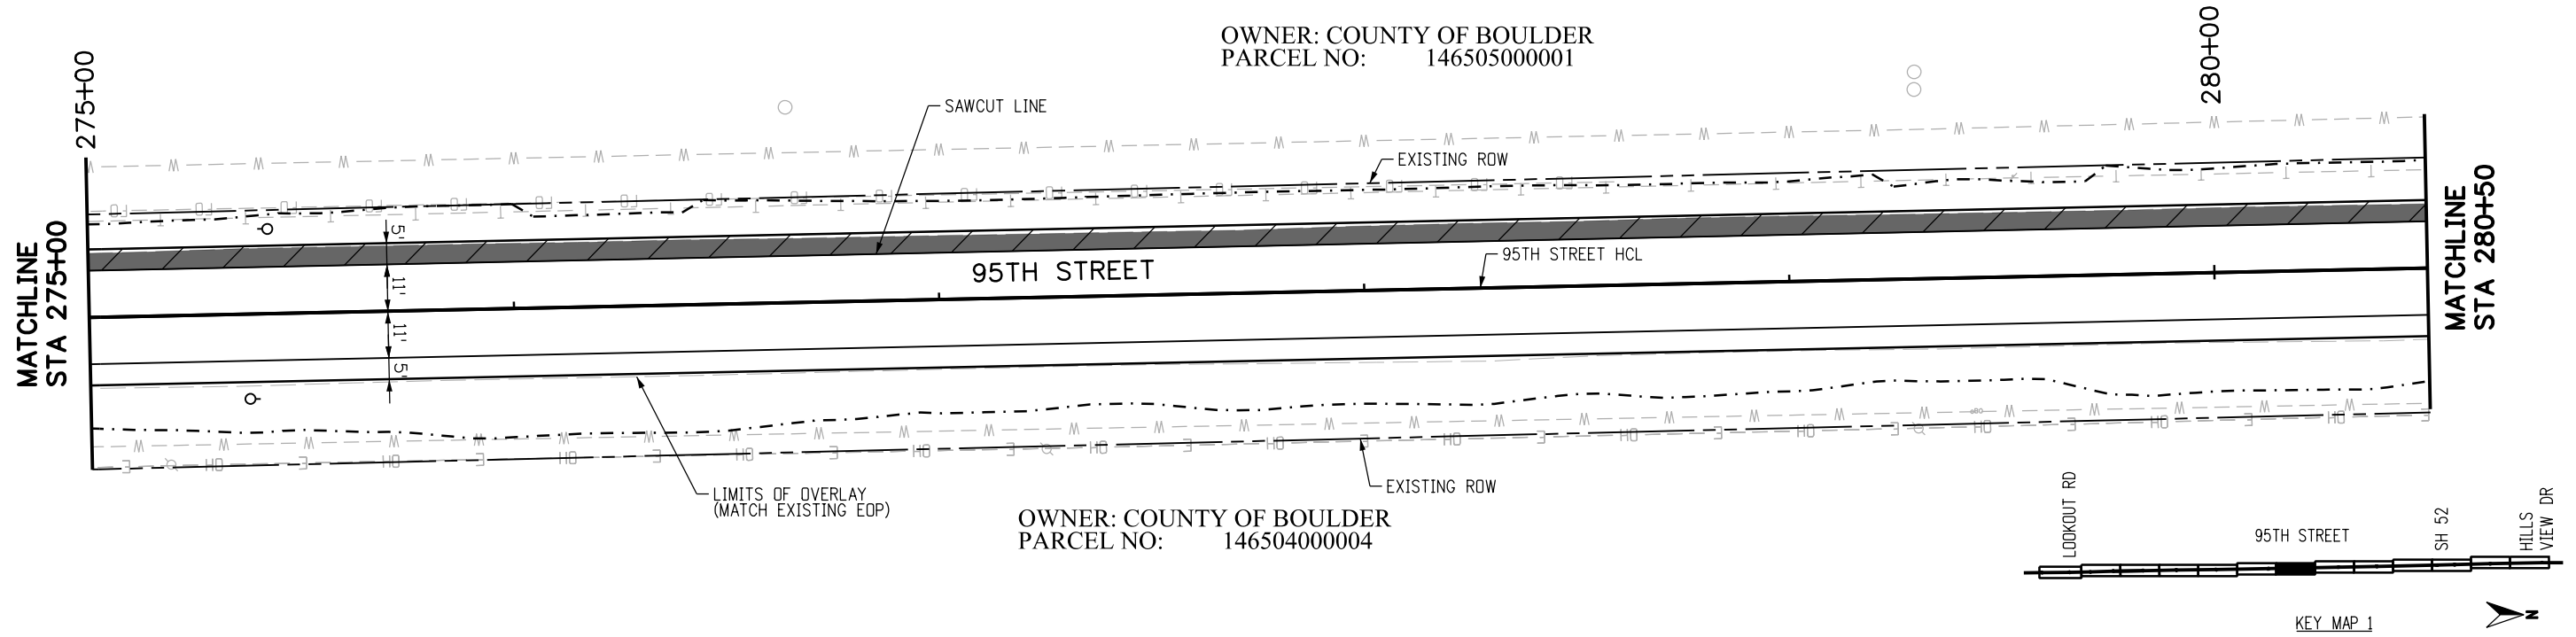 OWNER: COUNTY OF BOULDER
PARCEL NO: 146505000001
275+00
280+00
SAWCUT LINE
EXISTING ROW
MATCHLINE
STA 275+00
5'
11'
11'
5'
95TH STREET
95TH STREET HCL
MATCHLINE
STA 280+50
LIMITS OF OVERLAY
(MATCH EXISTING EOP)
EXISTING ROW
OWNER: COUNTY OF BOULDER
PARCEL NO: 146504000004
LOOKOUT RD
95TH STREET
SH 52
HILLS
VIEW DR
KEY MAP 1
N